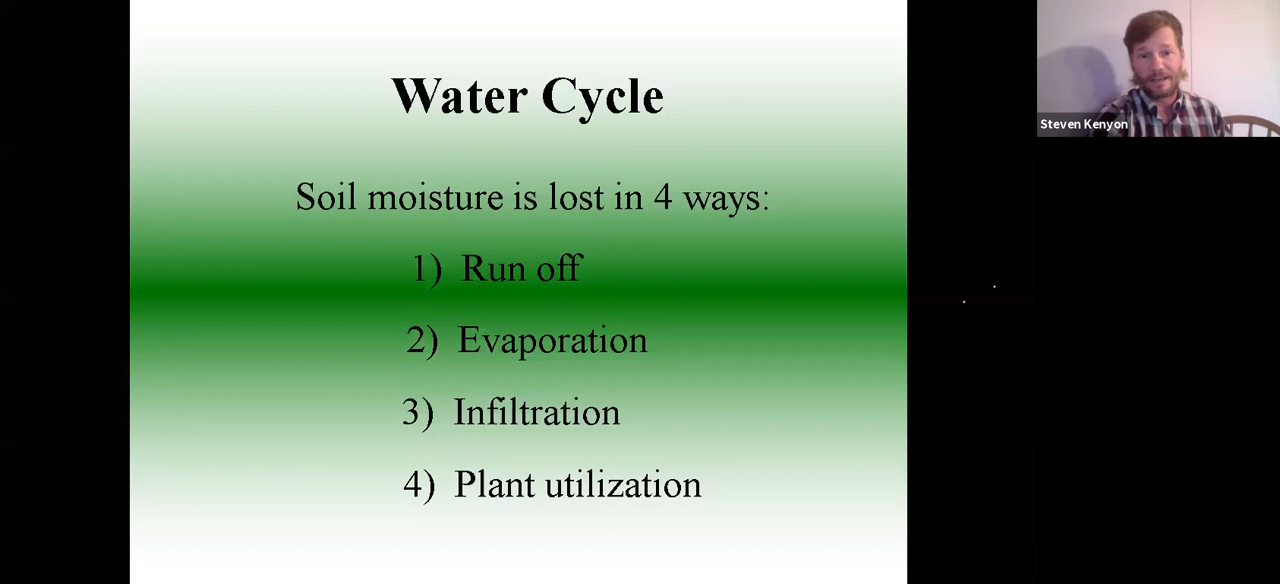 Water Cycle
Soil moisture is lost in 4 ways:
1) Run off
2) Evaporation
3) Infiltration
4) Plant utilization
Steven Kenyon